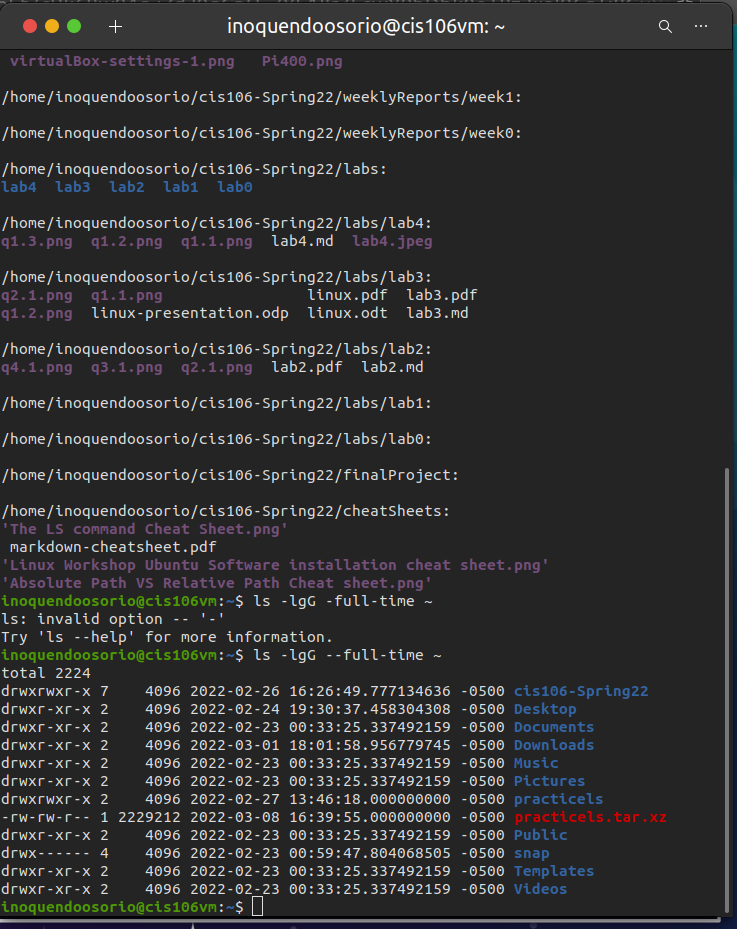 inoquendoosorio@cis106vm: ~
virtualBox-settings-1.png   Pi400.png
/home/inoquendoosorio/cis106-Spring22/weeklyReports/week1:
/home/inoquendoosorio/cis106-Spring22/weeklyReports/week0:
/home/inoquendoosorio/cis106-Spring22/labs:
lab4  lab3  lab2  lab1  lab0
/home/inoquendoosorio/cis106-Spring22/labs/lab4:
q1.3.png  q1.2.png  q1.1.png  lab4.md  lab4.jpeg
/home/inoquendoosorio/cis106-Spring22/labs/lab3:
q2.1.png  q1.1.png                linux.pdf  lab3.pdf
q1.2.png  linux-presentation.odp  linux.odt  lab3.md
/home/inoquendoosorio/cis106-Spring22/labs/lab2:
q4.1.png  q3.1.png  q2.1.png  lab2.pdf  lab2.md
/home/inoquendoosorio/cis106-Spring22/labs/lab1:
/home/inoquendoosorio/cis106-Spring22/labs/lab0:
/home/inoquendoosorio/cis106-Spring22/finalProject:
/home/inoquendoosorio/cis106-Spring22/cheatSheets:
'The LS command Cheat Sheet.png'
markdown-cheatsheet.pdf
'Linux Workshop Ubuntu Software installation cheat sheet.png'
'Absolute Path VS Relative Path Cheat sheet.png'
inoquendoosorio@cis106vm:~$ ls -lgG -full-time ~
ls: invalid option -- '-'
Try 'ls --help' for more information.
inoquendoosorio@cis106vm:~$ ls -lgG --full-time ~
total 2224
drwxrwxr-x 7    4096 2022-02-26 16:26:49.777134636 -0500 cis106-Spring22
drwxr-xr-x 2    4096 2022-02-24 19:30:37.458304308 -0500 Desktop
drwxr-xr-x 2    4096 2022-02-23 00:33:25.337492159 -0500 Documents
drwxr-xr-x 2    4096 2022-03-01 18:01:58.956779745 -0500 Downloads
drwxr-xr-x 2    4096 2022-02-23 00:33:25.337492159 -0500 Music
drwxr-xr-x 2    4096 2022-02-23 00:33:25.337492159 -0500 Pictures
drwxrwxr-x 2    4096 2022-02-27 13:46:18.000000000 -0500 practicels
-rw-rw-r-- 1 2229212 2022-03-08 16:39:55.000000000 -0500 practicels.tar.xz
drwxr-xr-x 2    4096 2022-02-23 00:33:25.337492159 -0500 Public
drwx------ 4    4096 2022-02-23 00:59:47.804068505 -0500 snap
drwxr-xr-x 2    4096 2022-02-23 00:33:25.337492159 -0500 Templates
drwxr-xr-x 2    4096 2022-02-23 00:33:25.337492159 -0500 Videos
inoquendoosorio@cis106vm:~$